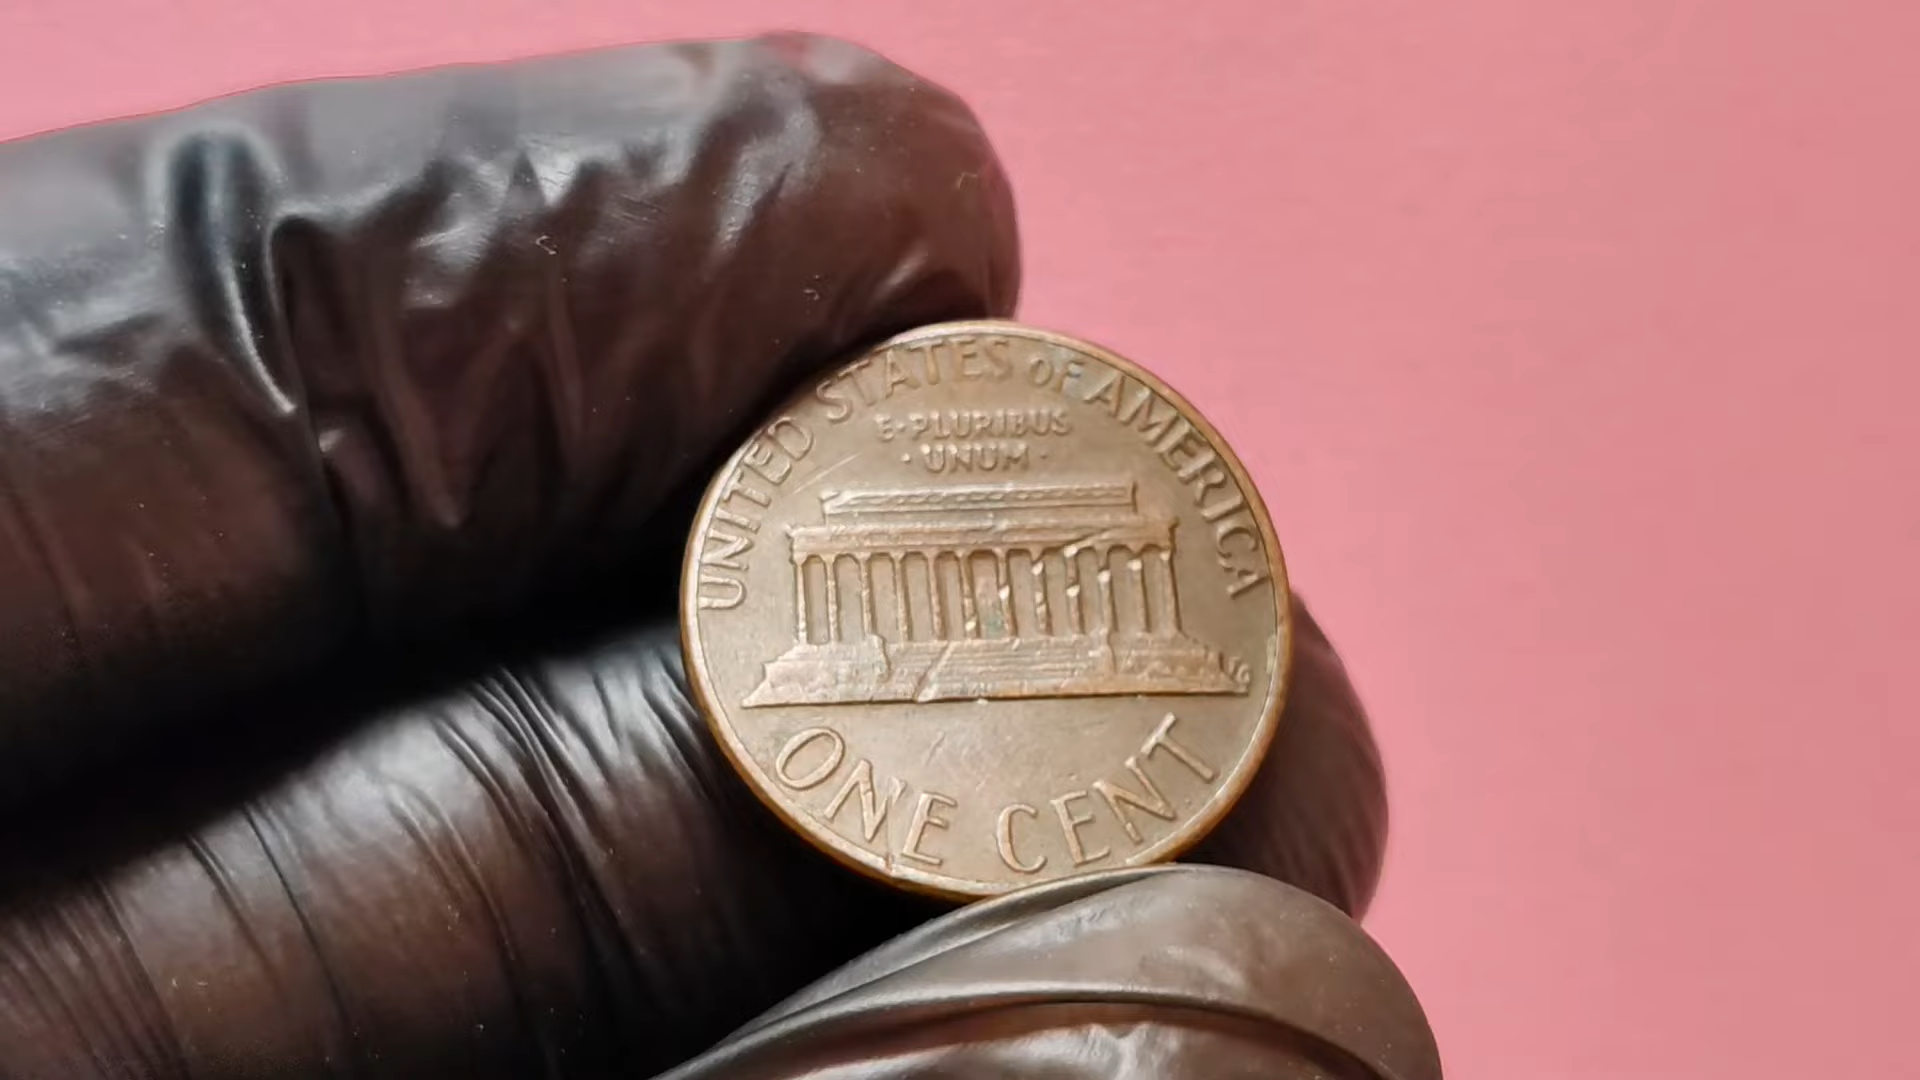 UNITED STATES OF AMERICA
E·PLURIBUS
·UNUM·
ONE CENT